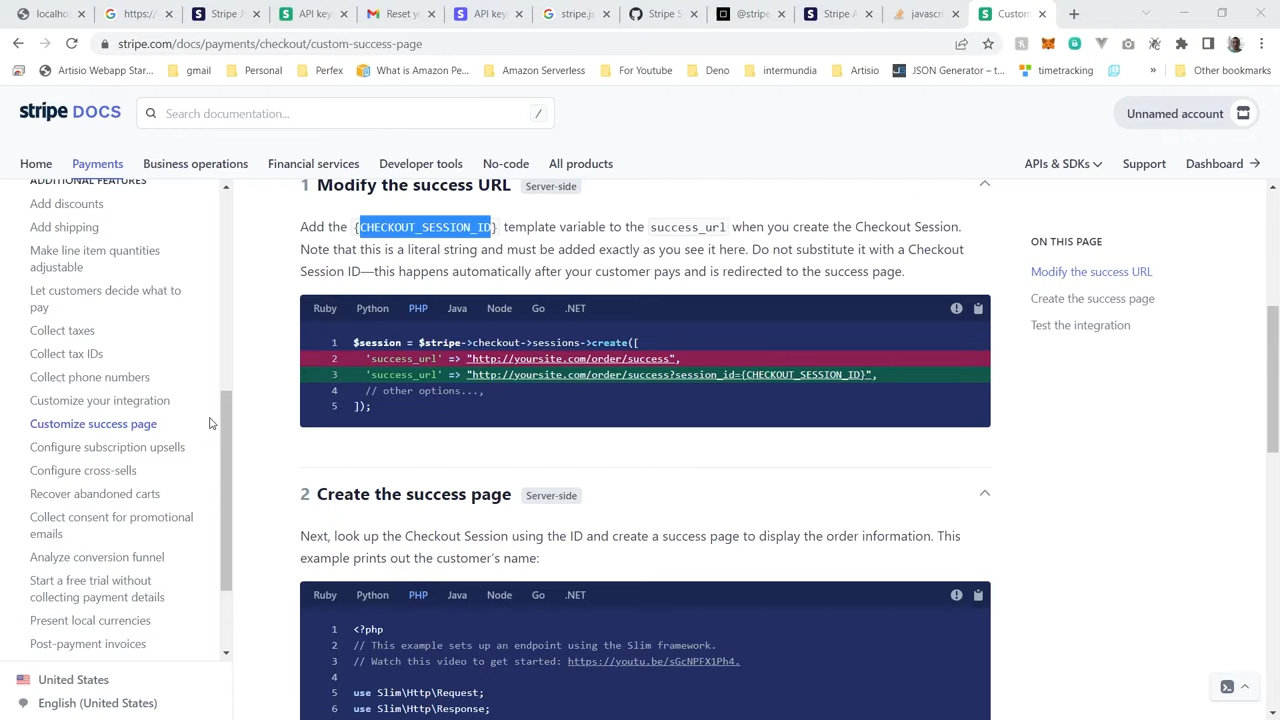 localho
https://
Stripe JS
API key
Reset y
API key
stripe.js
Stripe S
@stripe
Stripe A
javascri
Custom
stripe.com/docs/payments/checkout/custom-success-page
Artisio Webapp Star...
gmail
Personal
Perfex
What is Amazon Pe...
Amazon Serverless
For Youtube
Deno
intermundia
Artisio
JSON Generator – t...
timetracking
»
Other bookmarks
stripe DOCS
Search documentation...
/
Unnamed account
Home
Payments
Business operations
Financial services
Developer tools
No-code
All products
APIs & SDKs
Support
Dashboard
ADDITIONAL FEATURES
Add discounts
Add shipping
Make line item quantities
adjustable
Let customers decide what to
pay
Collect taxes
Collect tax IDs
Collect phone numbers
Customize your integration
Customize success page
Configure subscription upsells
Configure cross-sells
Recover abandoned carts
Collect consent for promotional
emails
Analyze conversion funnel
Start a free trial without
collecting payment details
Present local currencies
Post-payment invoices
United States
English (United States)
1 Modify the success URL Server-side
Add the {CHECKOUT_SESSION_ID} template variable to the success_url when you create the Checkout Session.
Note that this is a literal string and must be added exactly as you see it here. Do not substitute it with a Checkout
Session ID—this happens automatically after your customer pays and is redirected to the success page.
Ruby Python PHP Java Node Go .NET
1 $session = $stripe->checkout->sessions->create([
2 'success_url' => "http://yoursite.com/order/success",
3 'success_url' => "http://yoursite.com/order/success?session_id={CHECKOUT_SESSION_ID}",
4 // other options...,
5 ]);
2 Create the success page Server-side
Next, look up the Checkout Session using the ID and create a success page to display the order information. This
example prints out the customer's name:
Ruby Python PHP Java Node Go .NET
1 <?php
2 // This example sets up an endpoint using the Slim framework.
3 // Watch this video to get started: https://youtu.be/sGcNPFX1Ph4.
4
5 use Slim\Http\Request;
6 use Slim\Http\Response;
ON THIS PAGE
Modify the success URL
Create the success page
Test the integration